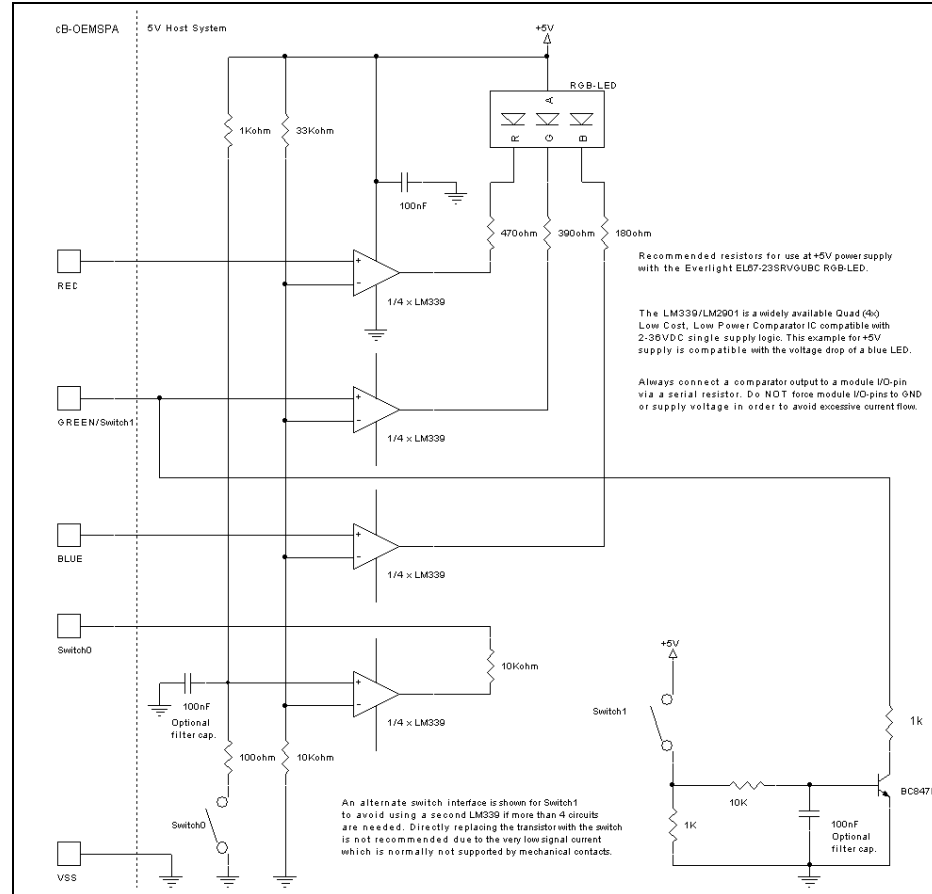 cB-OEMSPA
5V Host System
+5V
RGB-LED
A
R
G
B
1Kohm
33Kohm
100nF
470ohm
390ohm
180ohm
Recommended resistors for use at +5V power supply
with the Everlight EL67-23SRVGUBC RGB-LED.
RED
+
-
1/4 x LM339
The LM339/LM2901 is a widely available Quad (4x)
Low Cost, Low Power Comparator IC compatible with
2-36VDC single supply logic. This example for +5V
supply is compatible with the voltage drop of a blue LED.
Always connect a comparator output to a module I/O-pin
via a serial resistor. Do NOT force module I/O-pins to GND
or supply voltage in order to avoid excessive current flow.
GREEN/Switch1
+
-
1/4 x LM339
BLUE
+
-
1/4 x LM339
Switch0
10Kohm
+
-
1/4 x LM339
100nF
Optional
filter cap.
100ohm
10Kohm
Switch0
VSS
An alternate switch interface is shown for Switch1
to avoid using a second LM339 if more than 4 circuits
are needed. Directly replacing the transistor with the switch
is not recommended due to the very low signal current
which is normally not supported by mechanical contacts.
+5V
Switch1
1k
10K
1K
100nF
Optional
filter cap.